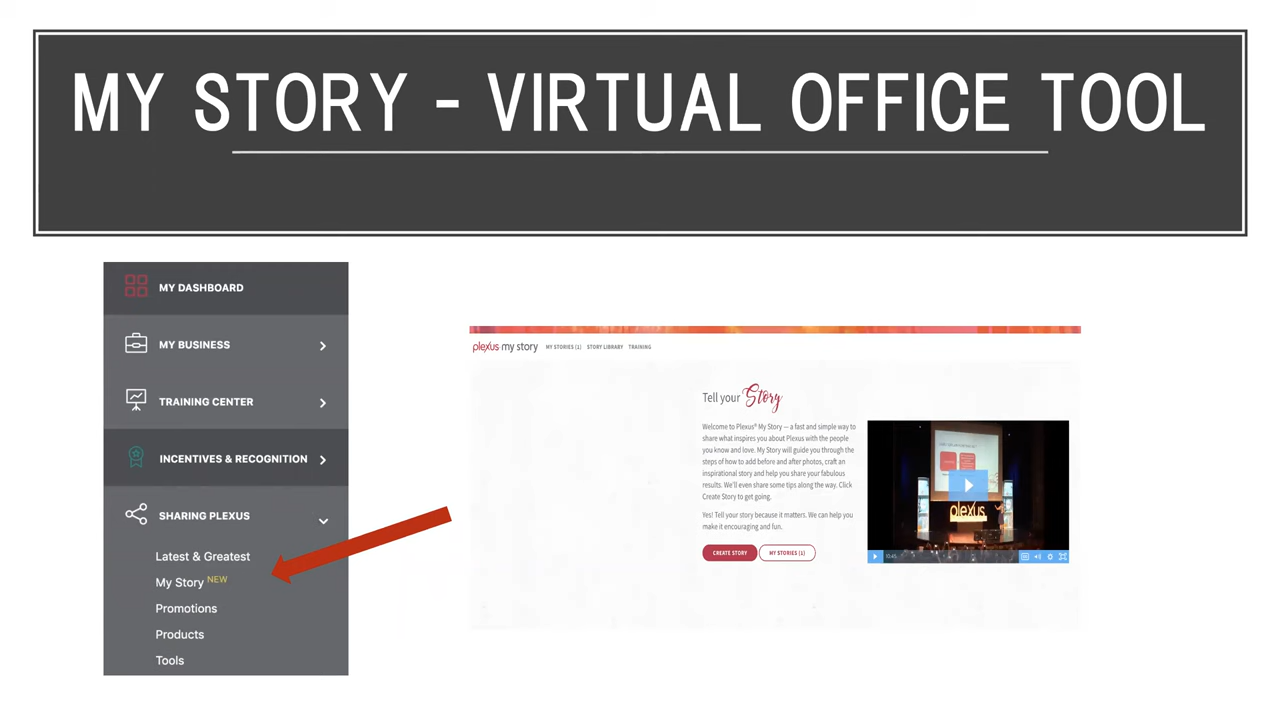 MY STORY - VIRTUAL OFFICE TOOL
MY DASHBOARD
MY BUSINESS
TRAINING CENTER
INCENTIVES & RECOGNITION
SHARING PLEXUS
Latest & Greatest
My Story NEW
Promotions
Products
Tools
plexus my story MY STORIES (1) STORY LIBRARY TRAINING
Tell your Story
Welcome to Plexus® My Story — a fast and simple way to
share what inspires you about Plexus with the people
you know and love. My Story will guide you through the
steps of how to add before and after photos, craft an
inspirational story and help you share your fabulous
results. We'll even share some tips along the way. Click
Create Story to get going.
Yes! Tell your story because it matters. We can help you
make it encouraging and fun.
CREATE STORY MY STORIES (1)
plexus